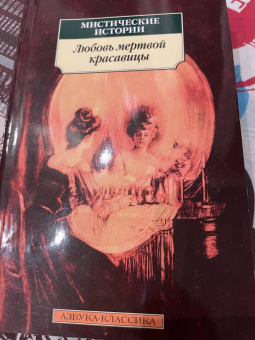 МИСТИЧЕСКИЕ
ИСТОРИИ
Любовь мертвой
красавицы
АЗБУКА-КЛАССИКА